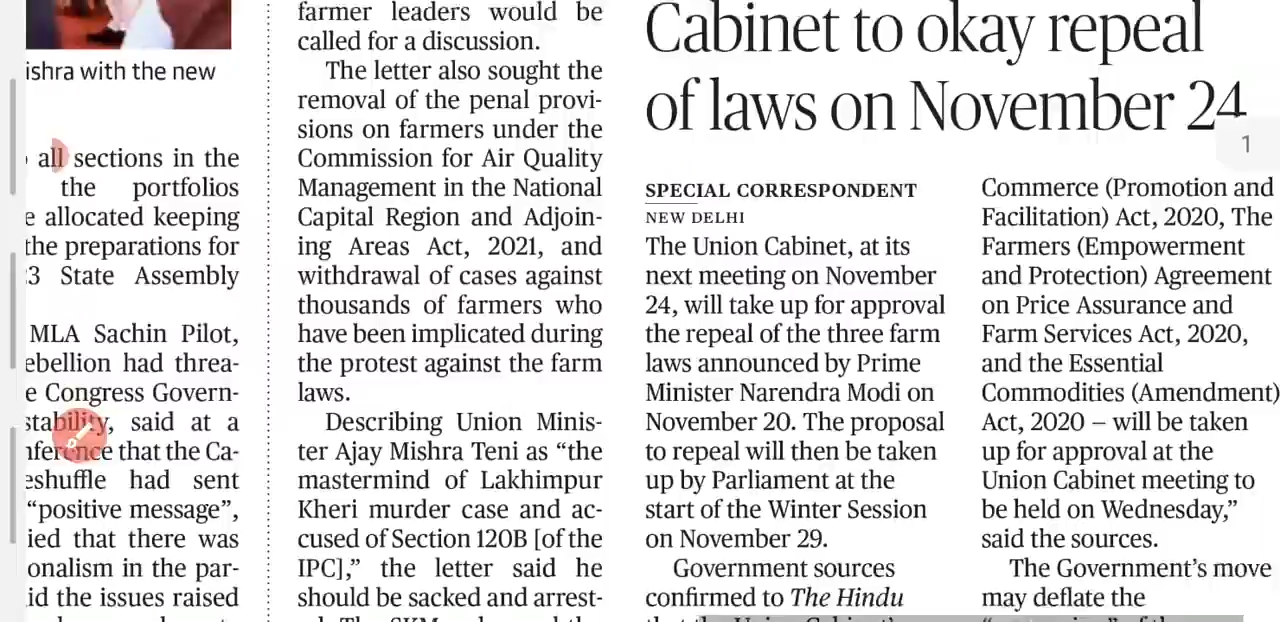 ishra with the new
all sections in the
the portfolios
e allocated keeping
the preparations for
3 State Assembly
MLA Sachin Pilot,
ebellion had threa-
e Congress Govern-
stability, said at a
nference that the Ca-
eshuffle had sent
“positive message”,
ied that there was
onalism in the par-
id the issues raised
farmer leaders would be
called for a discussion.
The letter also sought the
removal of the penal provi-
sions on farmers under the
Commission for Air Quality
Management in the National
Capital Region and Adjoin-
ing Areas Act, 2021, and
withdrawal of cases against
thousands of farmers who
have been implicated during
the protest against the farm
laws.
Describing Union Minis-
ter Ajay Mishra Teni as “the
mastermind of Lakhimpur
Kheri murder case and ac-
cused of Section 120B [of the
IPC],” the letter said he
should be sacked and arrest-
Cabinet to okay repeal
of laws on November 24
1
SPECIAL CORRESPONDENT
NEW DELHI
The Union Cabinet, at its
next meeting on November
24, will take up for approval
the repeal of the three farm
laws announced by Prime
Minister Narendra Modi on
November 20. The proposal
to repeal will then be taken
up by Parliament at the
start of the Winter Session
on November 29.
Government sources
confirmed to The Hindu
Commerce (Promotion and
Facilitation) Act, 2020, The
Farmers (Empowerment
and Protection) Agreement
on Price Assurance and
Farm Services Act, 2020,
and the Essential
Commodities (Amendment)
Act, 2020 – will be taken
up for approval at the
Union Cabinet meeting to
be held on Wednesday,”
said the sources.
The Government’s move
may deflate the